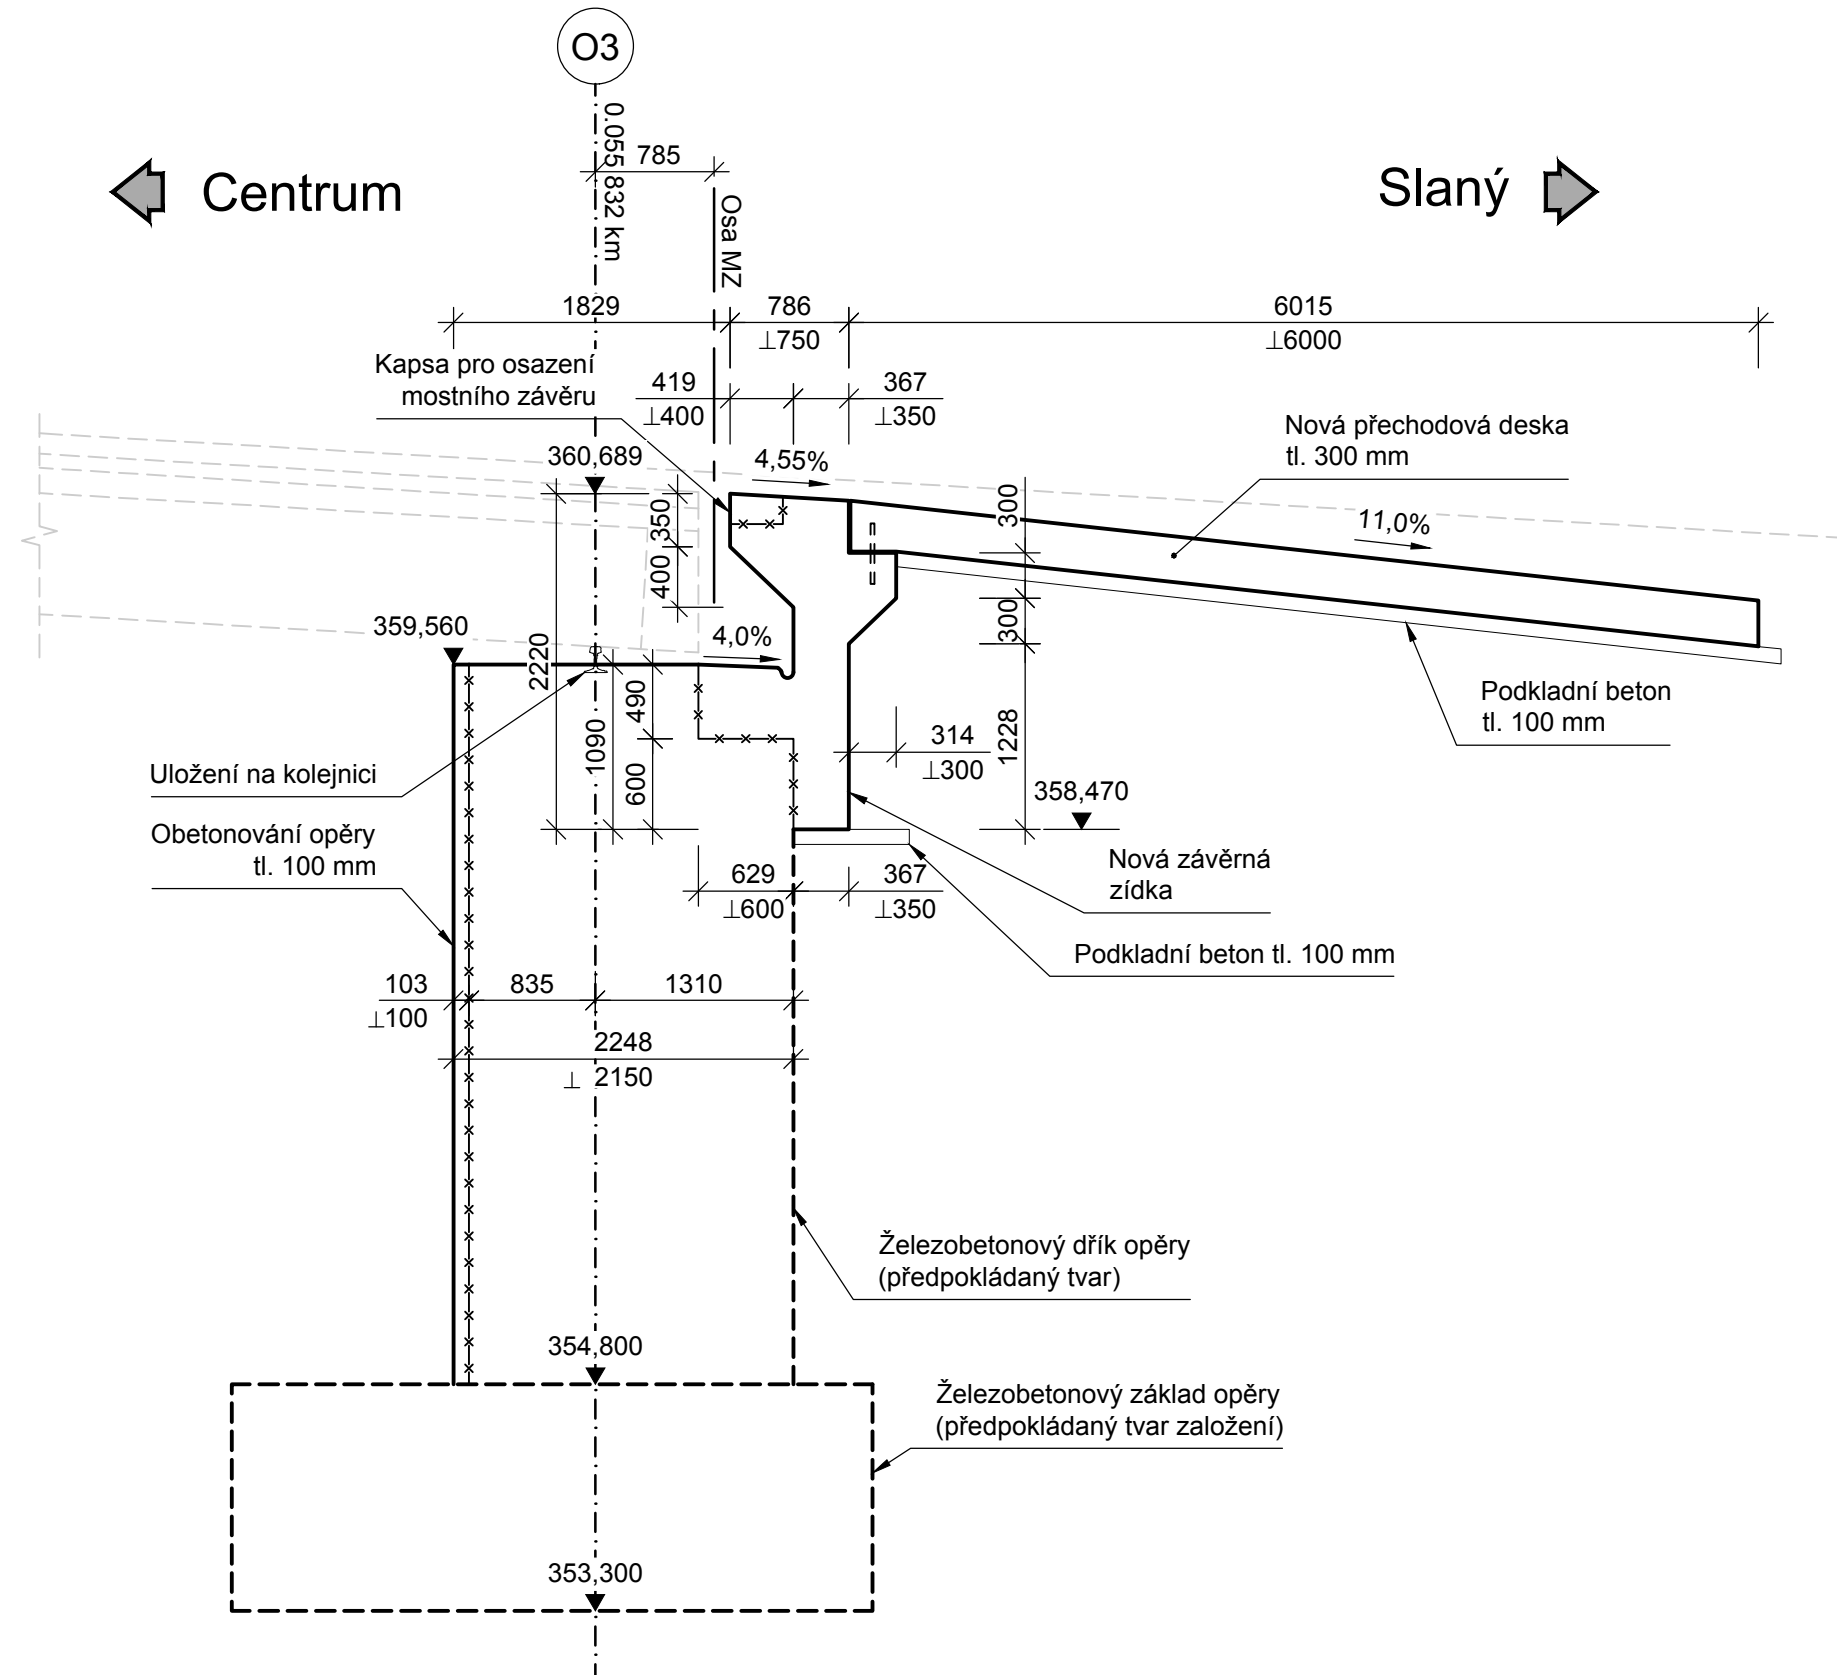 O3
0.055 832 km
785
Centrum
Slaný
Osa MZ
1829
786
⊥750
6015
⊥6000
Kapsa pro osazení
mostního závěru
419
⊥400
367
⊥350
Nová přechodová deska
tl. 300 mm
360,689
4,55%
350
400
300
11,0%
359,560
4,0%
300
2220
490
1090
600
314
⊥300
1228
358,470
Podkladní beton
tl. 100 mm
Uložení na kolejnici
Obetonování opěry
tl. 100 mm
Nová závěrná
zídka
629
⊥600
367
⊥350
Podkladní beton tl. 100 mm
103
⊥100
835
1310
2248
⊥ 2150
Železobetonový dřík opěry
(předpokládaný tvar)
354,800
Železobetonový základ opěry
(předpokládaný tvar založení)
353,300